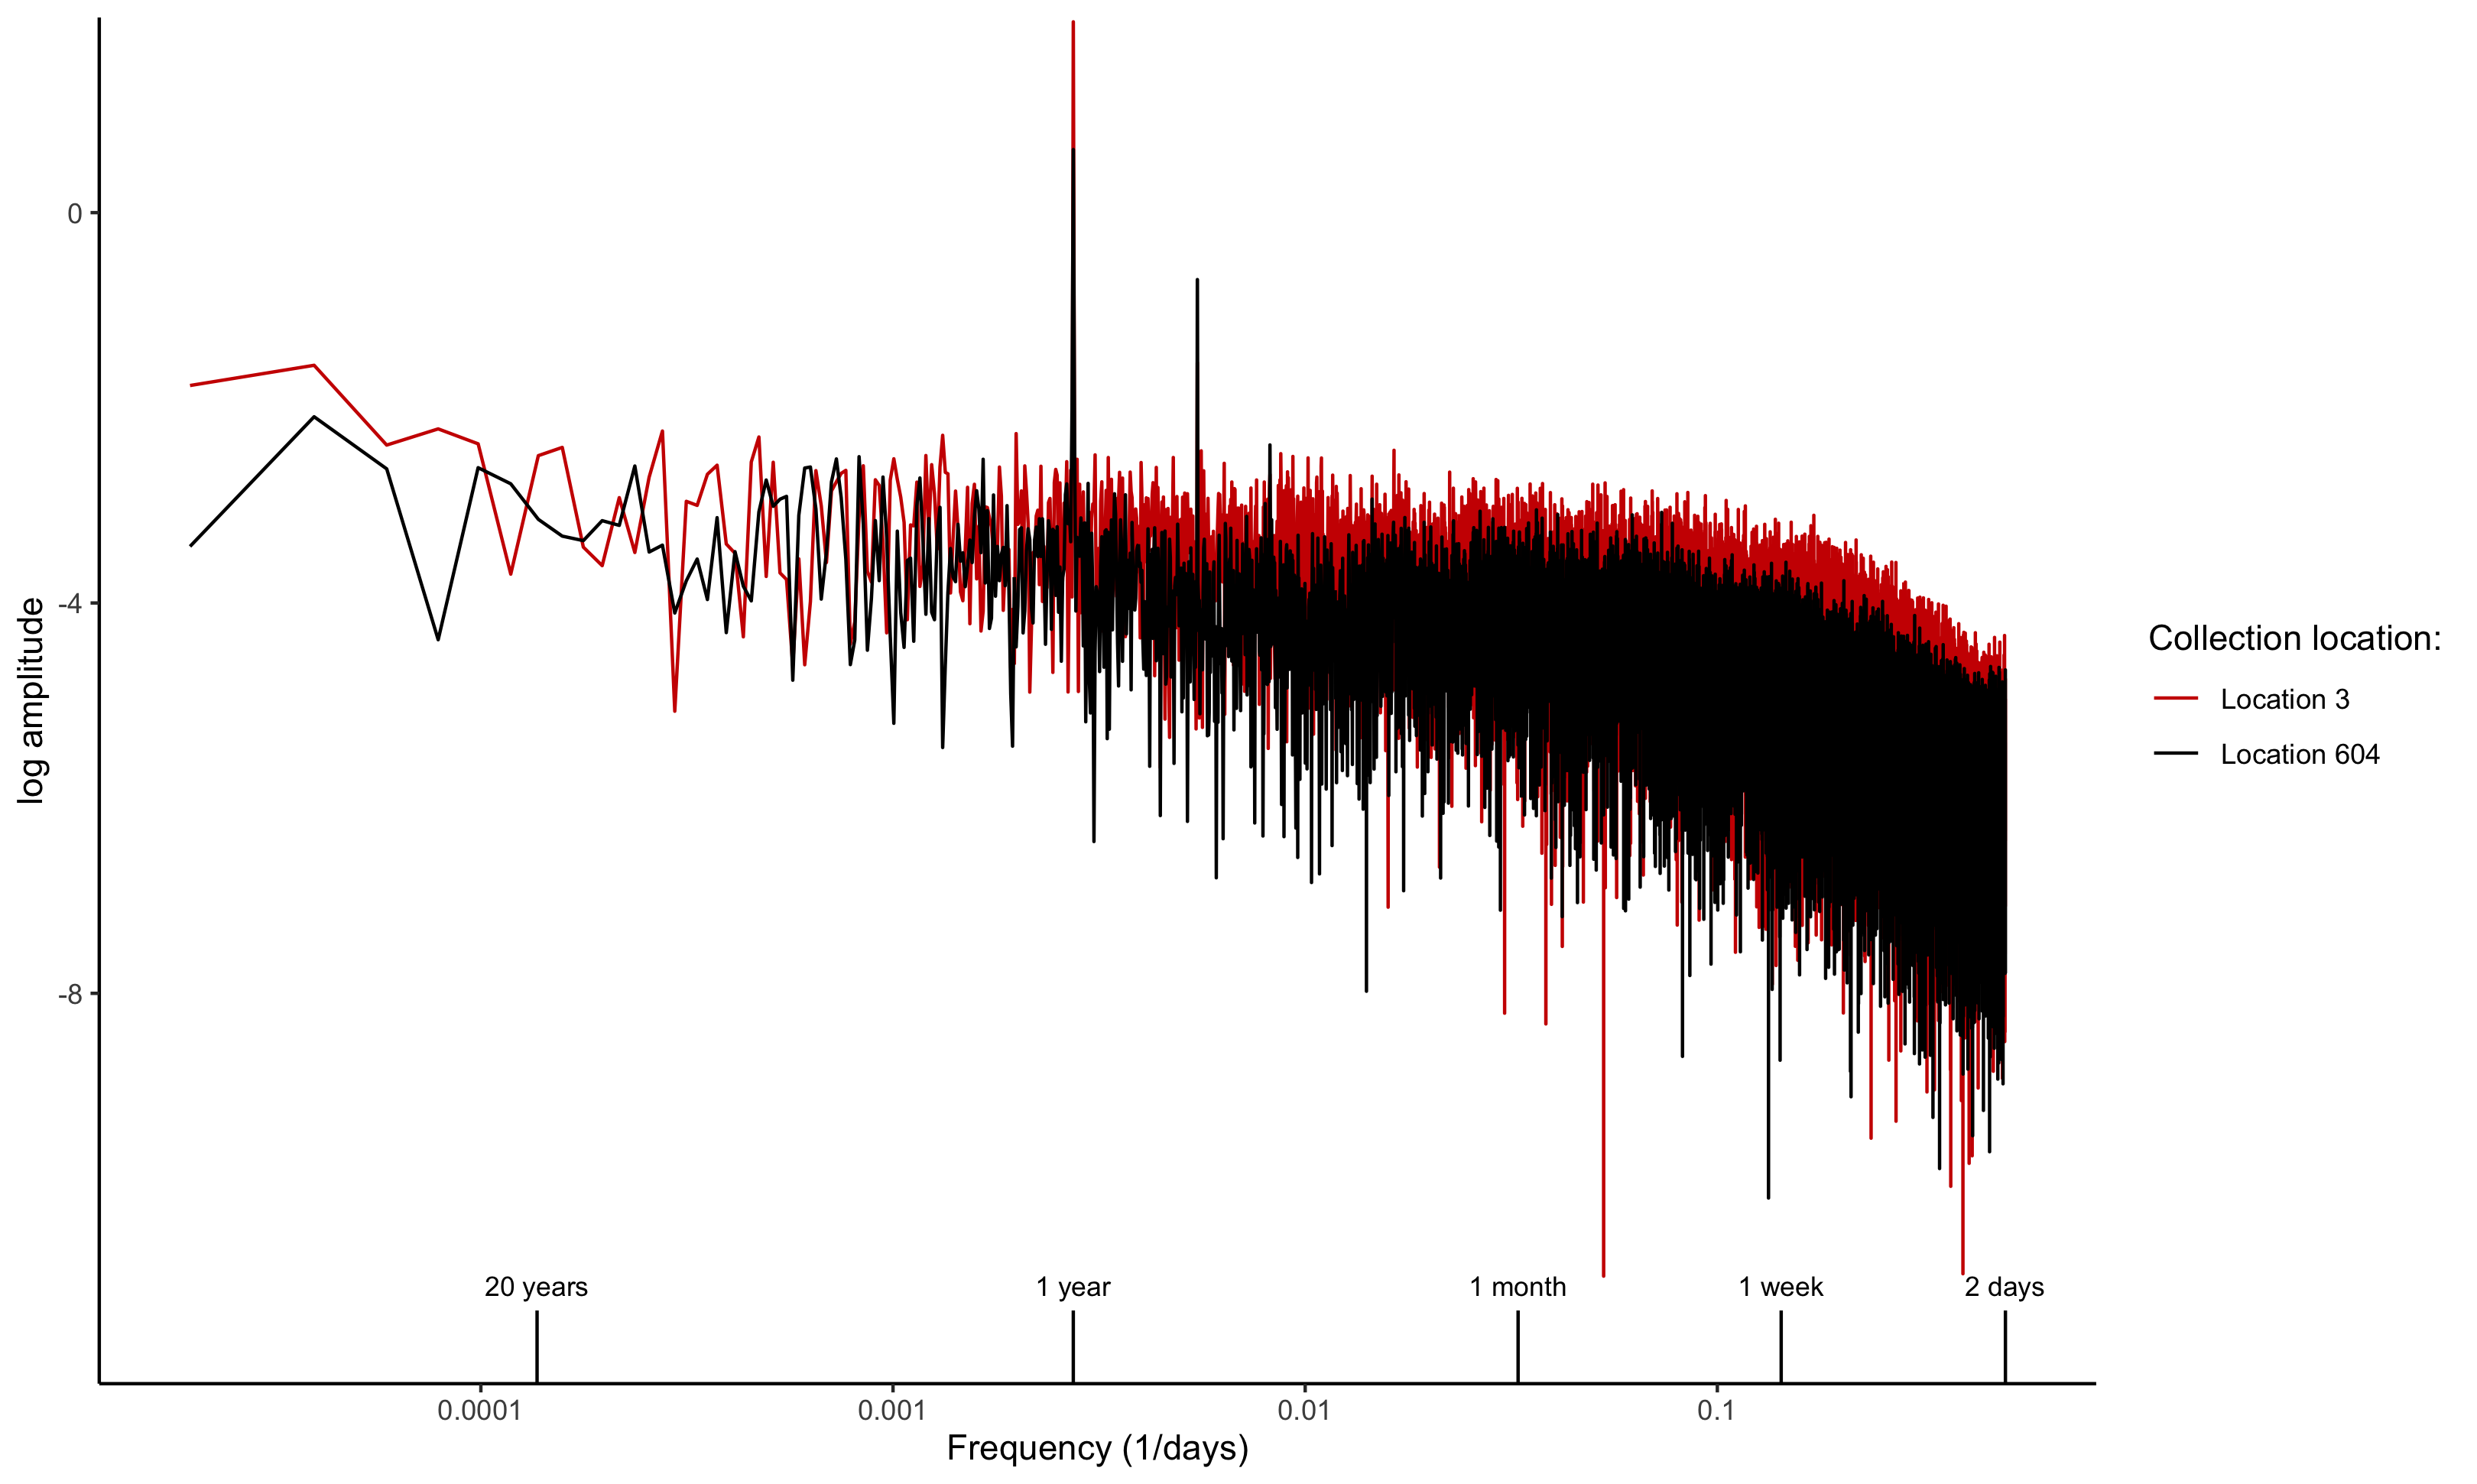 0
-4
-8
log amplitude
20 years
1 year
1 month
1 week
2 days
0.0001
0.001
0.01
0.1
Frequency (1/days)
Collection location:
Location 3
Location 604